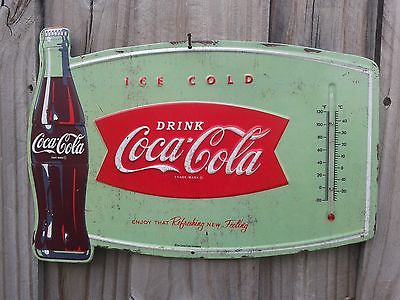 ICE COLD
DRINK
Coca-Cola
TRADE MARK ®
ENJOY THAT Refreshing NEW Feeling
Coca-Cola
°F °C